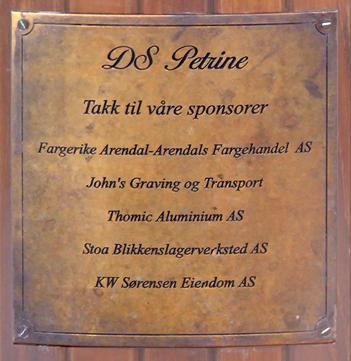 DS Petrine
Takk til våre sponsorer
Fargerike Arendal-Arendals Fargehandel AS
John's Graving og Transport
Thomic Aluminium AS
Stoa Blikkenslagerverksted AS
KW Sørensen Eiendom AS